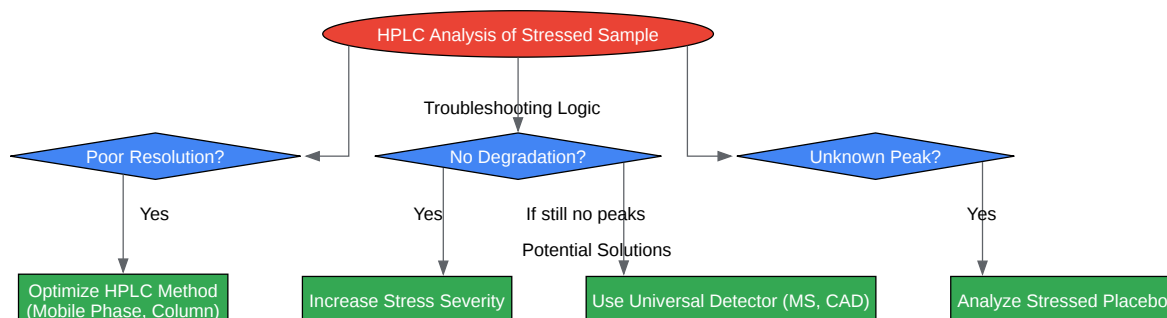 HPLC Analysis of Stressed Sample
Troubleshooting Logic
Poor Resolution?
No Degradation?
Unknown Peak?
Yes
Yes
If still no peaks
Yes
Potential Solutions
Optimize HPLC Method
(Mobile Phase, Column)
Increase Stress Severity
Use Universal Detector (MS, CAD)
Analyze Stressed Placebo